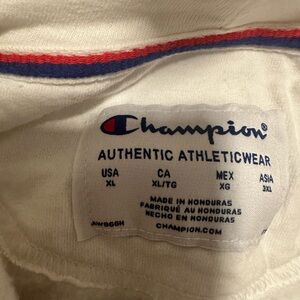 Champion
AUTHENTIC ATHLETICWEAR
USA CA MEX ASIA
XL XL/TG XG 2XL
MADE IN HONDURAS
FABRIQUÉ AU HONDURAS
HECHO EN HONDURAS
CHAMPION.COM